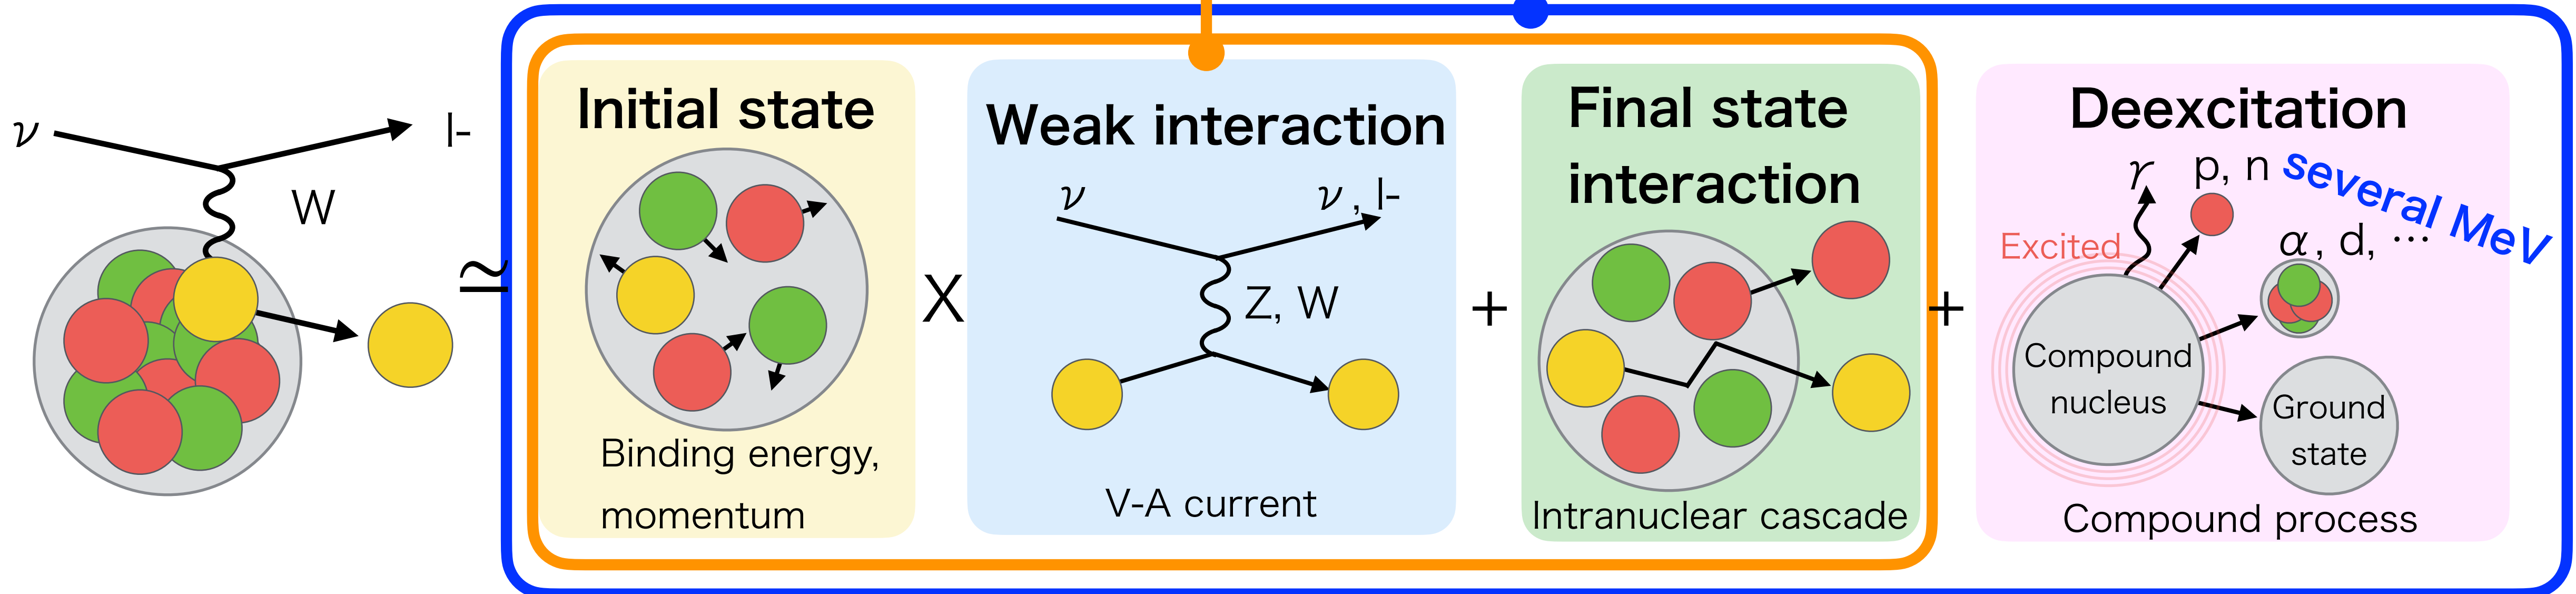 ν
l-
W
≃
Initial state
Binding energy,
momentum
X
Weak interaction
ν
ν, l-
Z, W
V-A current
+
Final state
interaction
Intranuclear cascade
+
Deexcitation
γ
p, n
several MeV
Excited
α, d, ⋯
Compound
nucleus
Ground
state
Compound process